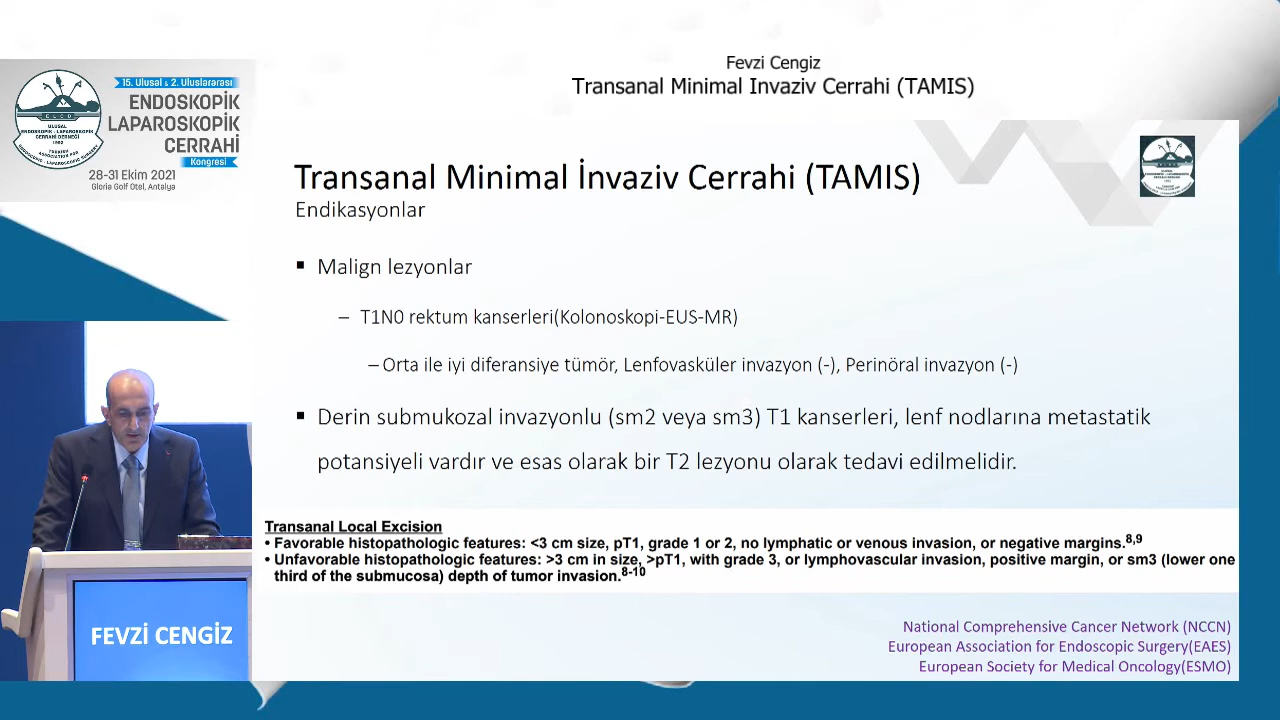 Fevzi Cengiz
Transanal Minimal Invaziv Cerrahi (TAMIS)
15. Ulusal & 2. Uluslararası
ENDOSKOPİK
LAPAROSKOPİK
CERRAHİ
Kongresi
28-31 Ekim 2021
Gloria Golf Otel, Antalya
ELCD
ULUSAL
ENDOSKOPİK - LAPAROSKOPİK
CERRAHİ DERNEĞİ
1992
Transanal Minimal İnvaziv Cerrahi (TAMIS)
Endikasyonlar
▪ Malign lezyonlar
– T1N0 rektum kanserleri(Kolonoskopi-EUS-MR)
– Orta ile iyi diferansiye tümör, Lenfovasküler invazyon (-), Perinöral invazyon (-)
▪ Derin submukozal invazyonlu (sm2 veya sm3) T1 kanserleri, lenf nodlarına metastatik
potansiyeli vardır ve esas olarak bir T2 lezyonu olarak tedavi edilmelidir.
Transanal Local Excision
• Favorable histopathologic features: <3 cm size, pT1, grade 1 or 2, no lymphatic or venous invasion, or negative margins.8,9
• Unfavorable histopathologic features: >3 cm in size, >pT1, with grade 3, or lymphovascular invasion, positive margin, or sm3 (lower one
third of the submucosa) depth of tumor invasion.8-10
National Comprehensive Cancer Network (NCCN)
European Association for Endoscopic Surgery(EAES)
European Society for Medical Oncology(ESMO)
FEVZİ CENGİZ